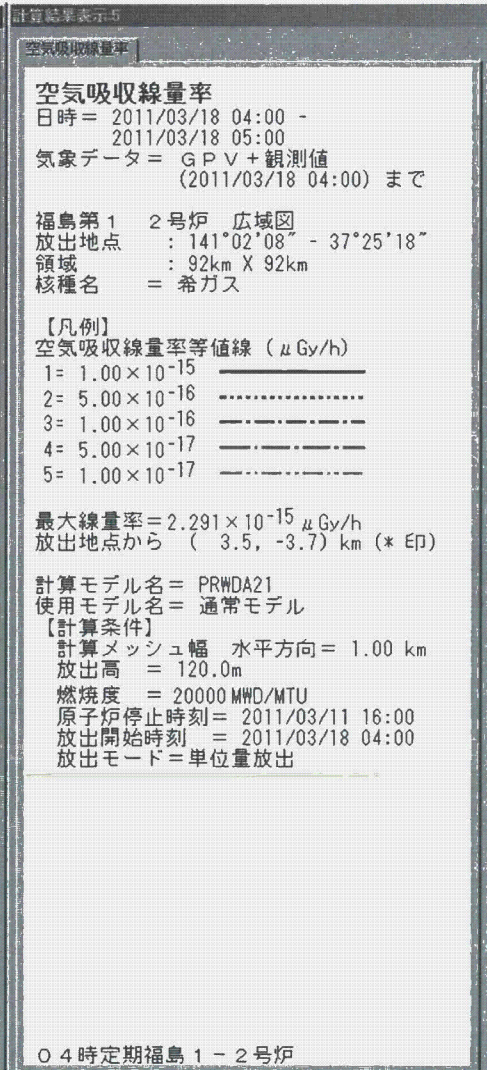 計算結果表示-5
空気吸収線量率
空気吸収線量率
日時= 2011/03/18 04:00 -
2011/03/18 05:00
気象データ= ＧＰＶ+観測値
(2011/03/18 04:00) まで
福島第１　２号炉　広域図
放出地点　: 141°02'08" - 37°25'18"
領域　: 92km X 92km
核種名　= 希ガス
【凡例】
空気吸収線量率等値線 (μGy/h)
1= 1.00×10⁻¹⁵
2= 5.00×10⁻¹⁶
3= 1.00×10⁻¹⁶
4= 5.00×10⁻¹⁷
5= 1.00×10⁻¹⁷
最大線量率=2.291×10⁻¹⁵μGy/h
放出地点から　( 3.5, -3.7) km (* 印)
計算モデル名= PRWDA21
使用モデル名= 通常モデル
【計算条件】
計算メッシュ幅　水平方向= 1.00 km
放出高　= 120.0m
燃焼度　= 20000MWD/MTU
原子炉停止時刻= 2011/03/11 16:00
放出開始時刻　= 2011/03/18 04:00
放出モード=単位量放出
０４時定期福島１－２号炉